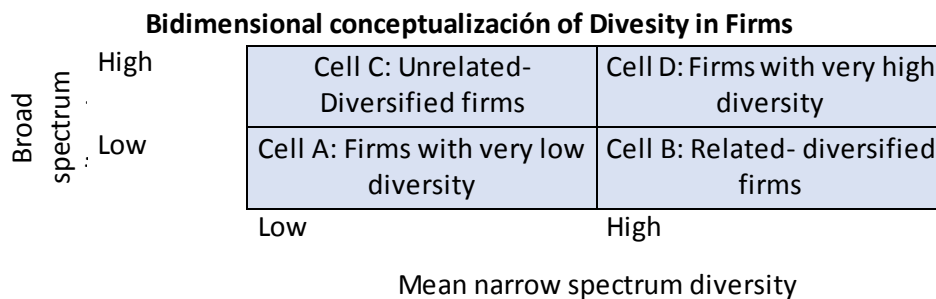 Bidimensional conceptualización of Divesity in Firms
Broad
spectrum
High
Cell C: Unrelated-
Diversified firms
Cell D: Firms with very high
diversity
Low
Cell A: Firms with very low
diversity
Cell B: Related- diversified
firms
Low
High
Mean narrow spectrum diversity